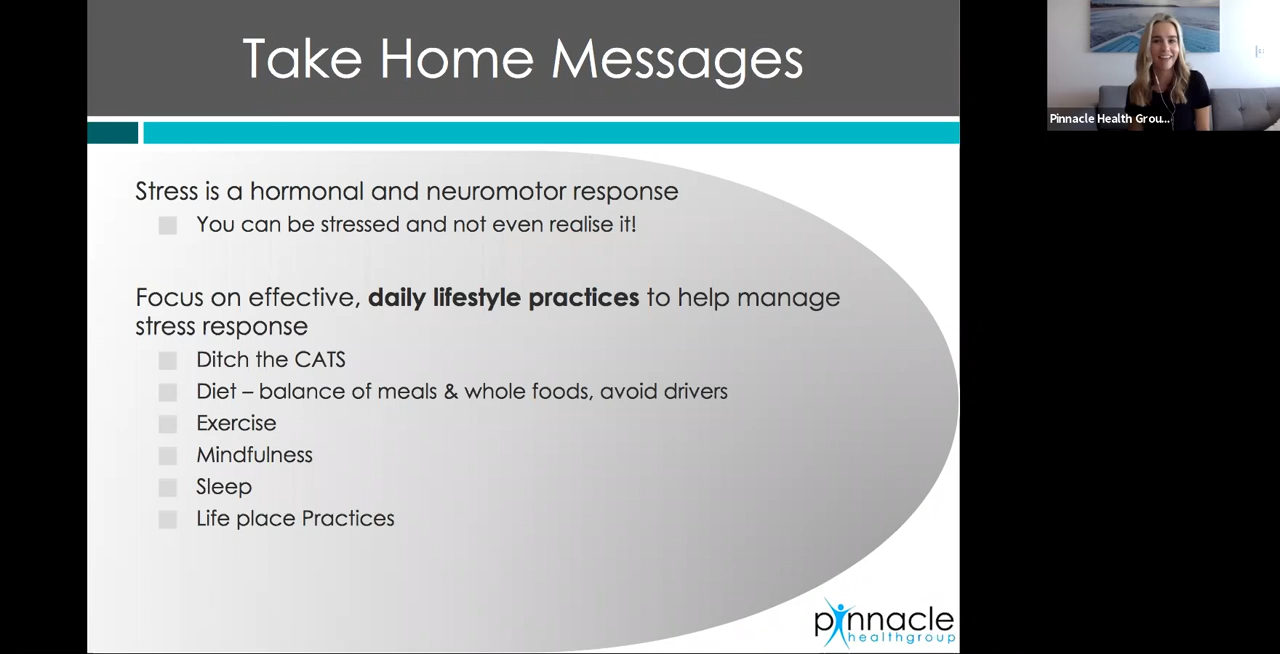 Take Home Messages
Stress is a hormonal and neuromotor response
You can be stressed and not even realise it!
Focus on effective, daily lifestyle practices to help manage
stress response
Ditch the CATS
Diet – balance of meals & whole foods, avoid drivers
Exercise
Mindfulness
Sleep
Life place Practices
pinnacle
healthgroup
Pinnacle Health Grou...